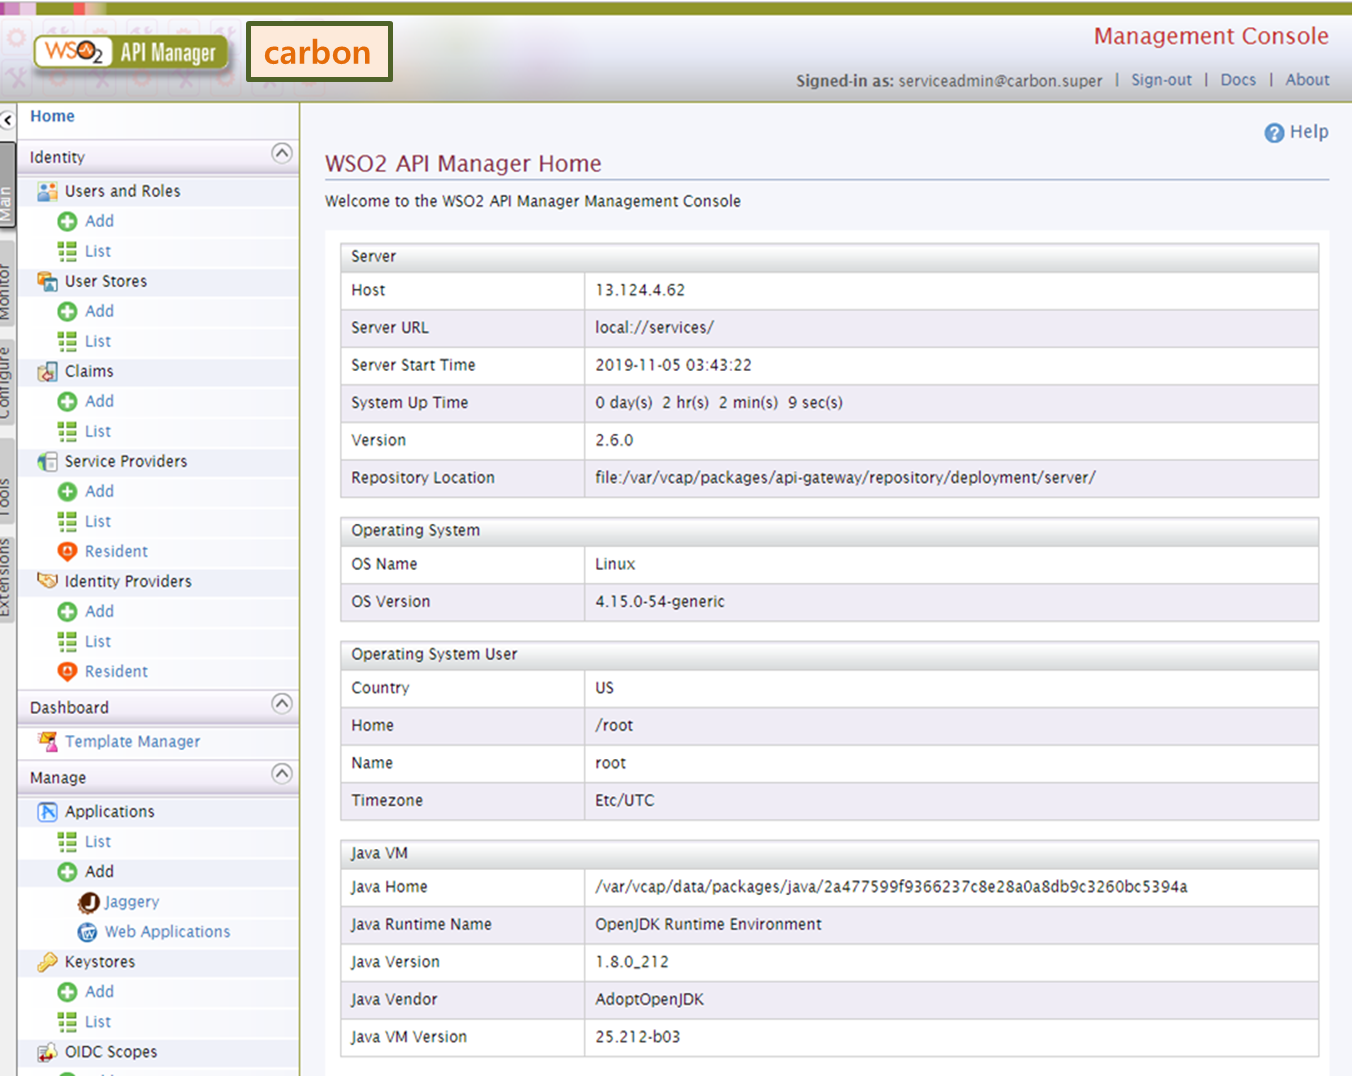 WSO2 API Manager
carbon
Management Console
Signed-in as: serviceadmin@carbon.super | Sign-out | Docs | About
Main
Monitor
Configure
Tools
Extensions
Home
Identity
Users and Roles
Add
List
User Stores
Add
List
Claims
Add
List
Service Providers
Add
List
Resident
Identity Providers
Add
List
Resident
Dashboard
Template Manager
Manage
Applications
List
Add
Jaggery
Web Applications
Keystores
Add
List
OIDC Scopes
Help
WSO2 API Manager Home
Welcome to the WSO2 API Manager Management Console
Server
Host 13.124.4.62
Server URL local://services/
Server Start Time 2019-11-05 03:43:22
System Up Time 0 day(s) 2 hr(s) 2 min(s) 9 sec(s)
Version 2.6.0
Repository Location file:/var/vcap/packages/api-gateway/repository/deployment/server/
Operating System
OS Name Linux
OS Version 4.15.0-54-generic
Operating System User
Country US
Home /root
Name root
Timezone Etc/UTC
Java VM
Java Home /var/vcap/data/packages/java/2a477599f9366237c8e28a0a8db9c3260bc5394a
Java Runtime Name OpenJDK Runtime Environment
Java Version 1.8.0_212
Java Vendor AdoptOpenJDK
Java VM Version 25.212-b03